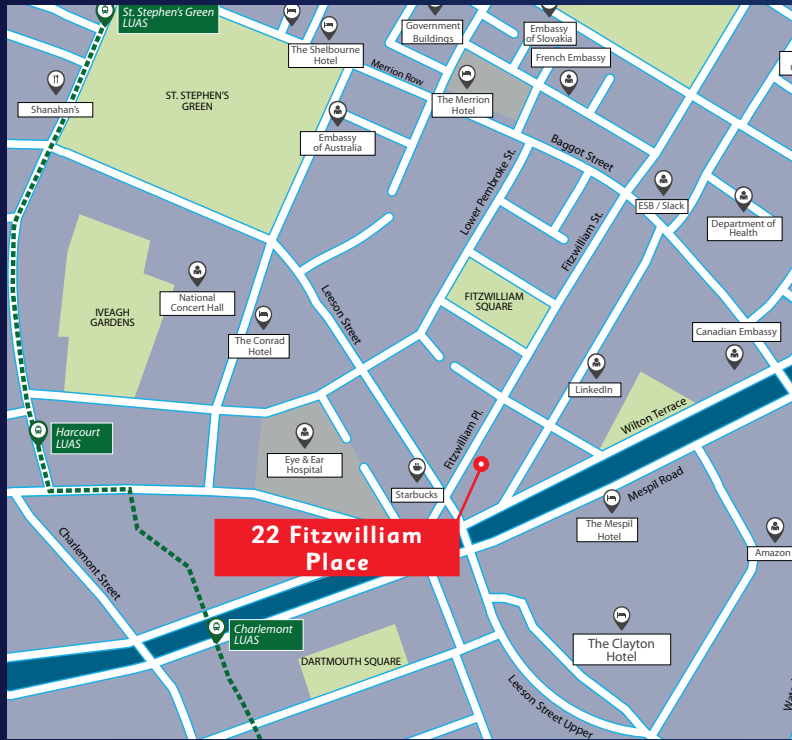 St. Stephen's Green
LUAS
The Shelbourne
Hotel
Government
Buildings
Embassy
of Slovakia
French Embassy
Merrion Row
Shanahan's
ST. STEPHEN'S
GREEN
The Merrion
Hotel
Embassy
of Australia
Baggot Street
Lower Pembroke St.
ESB / Slack
Department of
Health
Fitzwilliam St.
National
Concert Hall
IVEAGH
GARDENS
Leeson Street
FITZWILLIAM
SQUARE
The Conrad
Hotel
Canadian Embassy
LinkedIn
Wilton Terrace
Harcourt
LUAS
Eye & Ear
Hospital
Fitzwilliam Pl.
Starbucks
Mespil Road
22 Fitzwilliam
Place
The Mespil
Hotel
Amazon
Charlemont Street
Charlemont
LUAS
The Clayton
Hotel
DARTMOUTH SQUARE
Leeson Street Upper